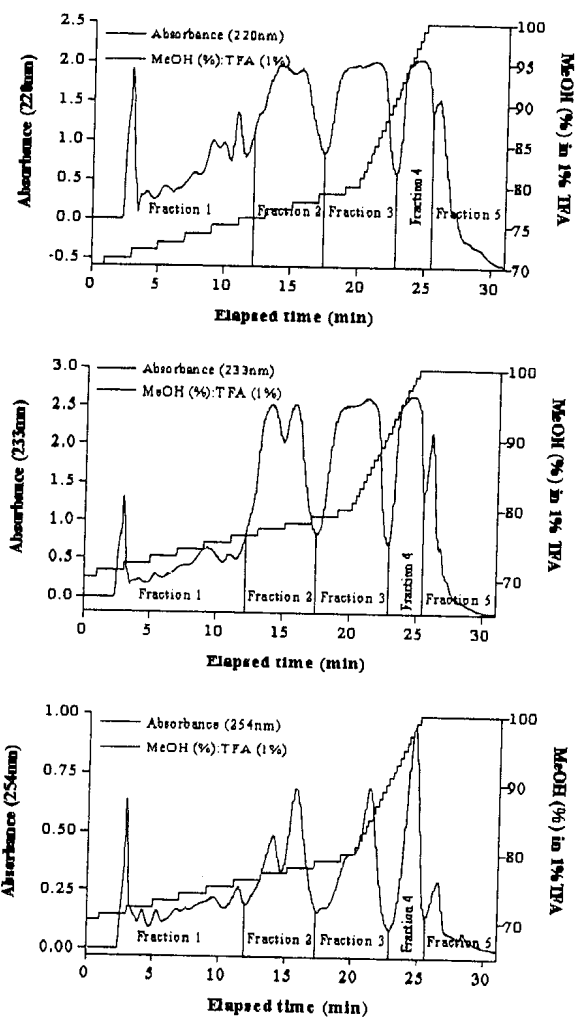 2.5
2.0
1.5
1.0
0.5
0.0
-0.5
Absorbance (220nm)
Absorbance (220nm)
MeOH (%):TFA (1%)
Fraction 1
Fraction 2
Fraction 3
Fraction 4
Fraction 5
100
95
90
85
80
75
70
MeOH (%) in 1% TFA
0 5 10 15 20 25 30
Elapsed time (min)
3.0
2.5
2.0
1.5
1.0
0.5
0.0
Absorbance (233nm)
Absorbance (233nm)
MeOH (%):TFA (1%)
Fraction 1
Fraction 2
Fraction 3
Fraction 4
Fraction 5
100
90
80
70
MeOH (%) in 1% TFA
0 5 10 15 20 25 30
Elapsed time (min)
1.00
0.75
0.50
0.25
0.00
Absorbance (254nm)
Absorbance (254nm)
MeOH (%):TFA (1%)
Fraction 1
Fraction 2
Fraction 3
Fraction 4
Fraction 5
100
90
80
70
MeOH (%) in 1% TFA
0 5 10 15 20 25 30
Elapsed time (min)